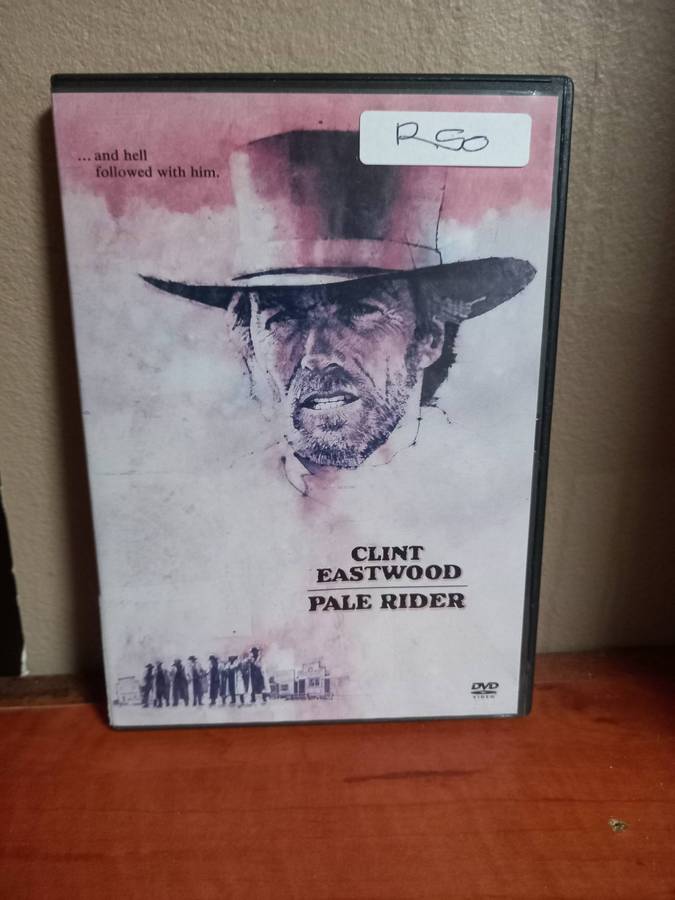 R50
... and hell
followed with him.
CLINT
EASTWOOD
PALE RIDER
DVD
VIDEO